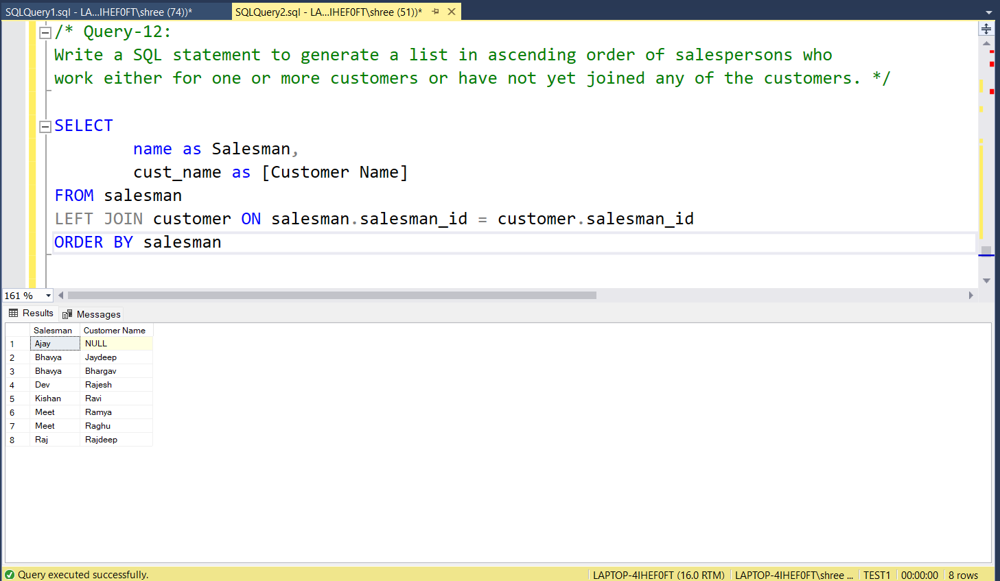 SQLQuery1.sql - LA...IHEF0FT\shree (74))*
SQLQuery2.sql - LA...IHEF0FT\shree (51))*
/* Query-12:
Write a SQL statement to generate a list in ascending order of salespersons who
work either for one or more customers or have not yet joined any of the customers. */
SELECT
name as Salesman,
cust_name as [Customer Name]
FROM salesman
LEFT JOIN customer ON salesman.salesman_id = customer.salesman_id
ORDER BY salesman
161 %
Results Messages
Salesman Customer Name
1 Ajay NULL
2 Bhavya Jaydeep
3 Bhavya Bhargav
4 Dev Rajesh
5 Kishan Ravi
6 Meet Ramya
7 Meet Raghu
8 Raj Rajdeep
Query executed successfully. LAPTOP-4IHEF0FT (16.0 RTM) LAPTOP-4IHEF0FT\shree ... TEST1 00:00:00 8 rows